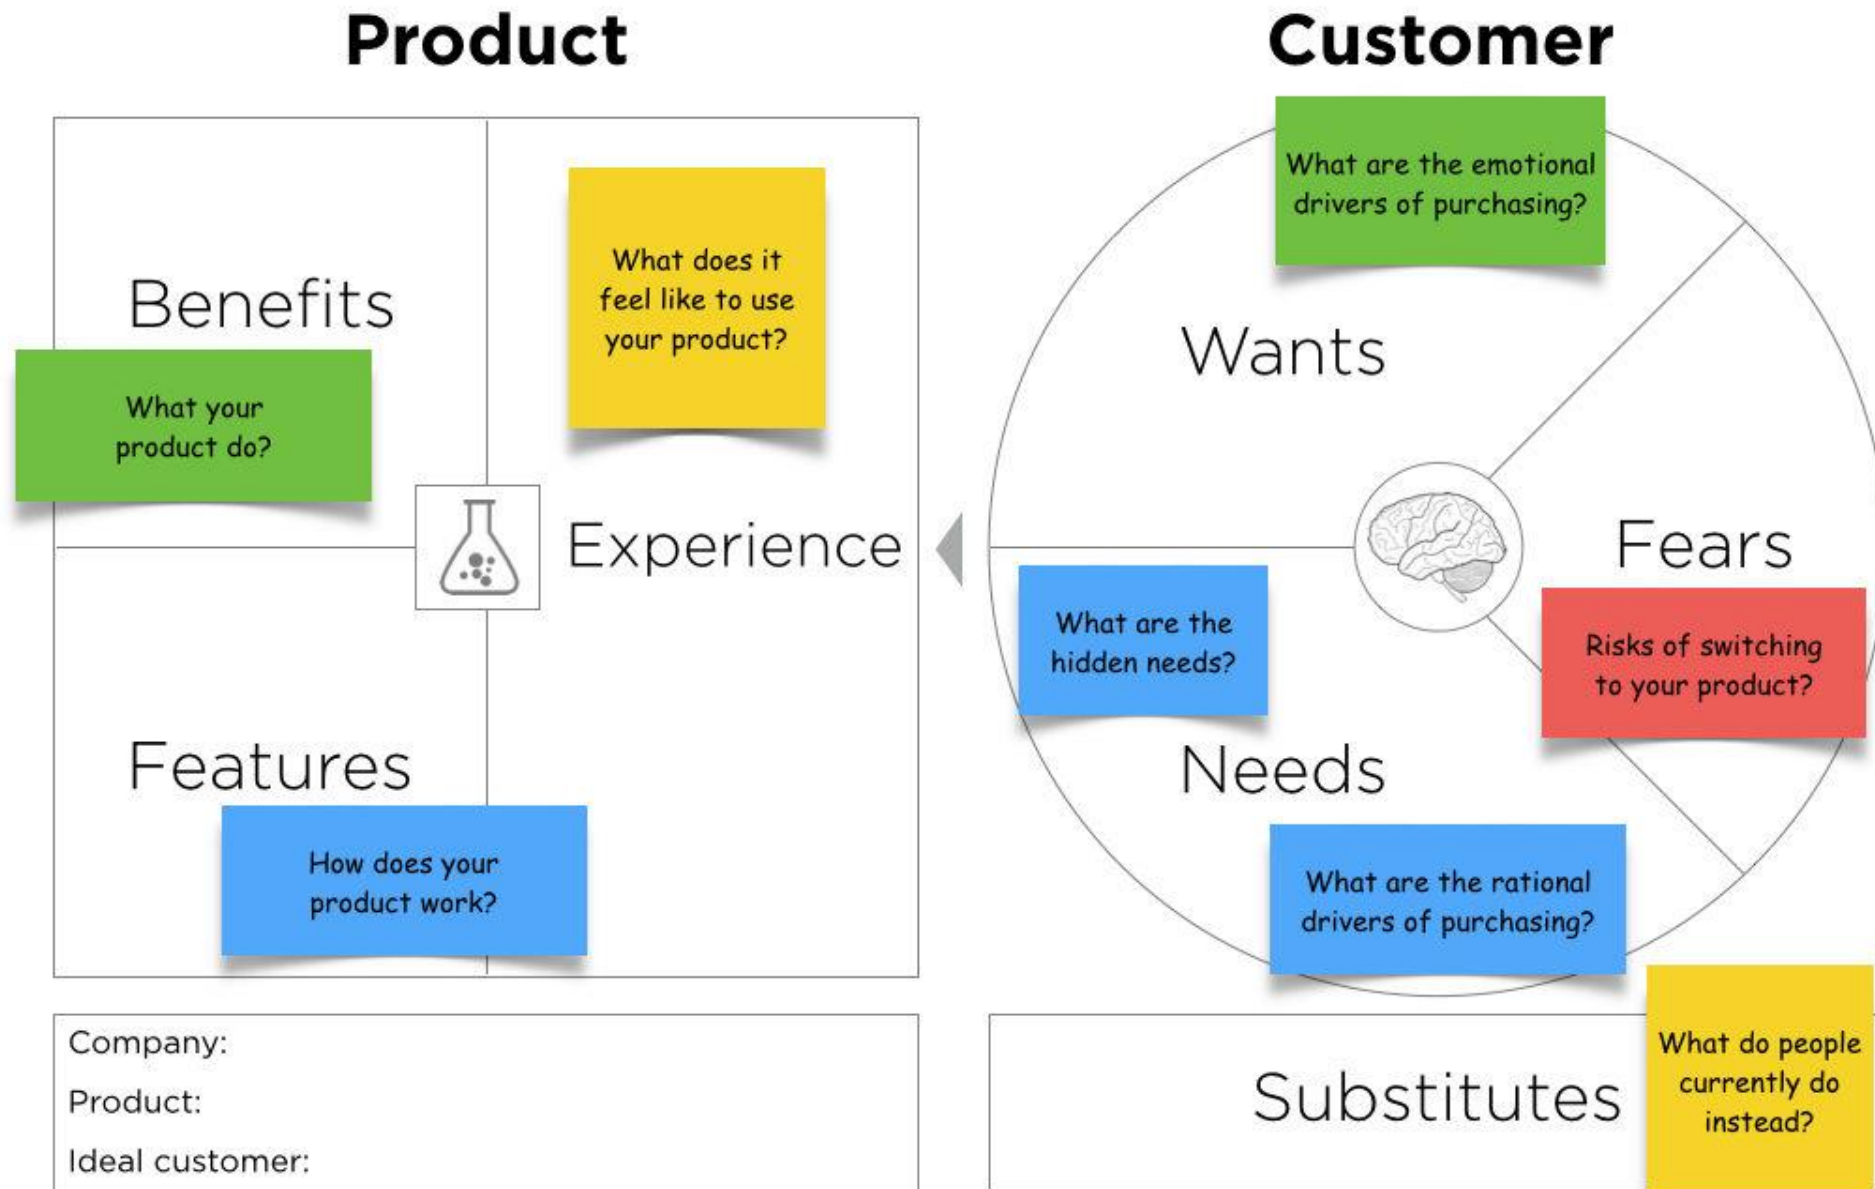 Product
Benefits
What your
product do?
What does it
feel like to use
your product?
Experience
Features
How does your
product work?
Company:
Product:
Ideal customer:
Customer
What are the emotional
drivers of purchasing?
Wants
Fears
Risks of switching
to your product?
What are the
hidden needs?
Needs
What are the rational
drivers of purchasing?
Substitutes
What do people
currently do
instead?